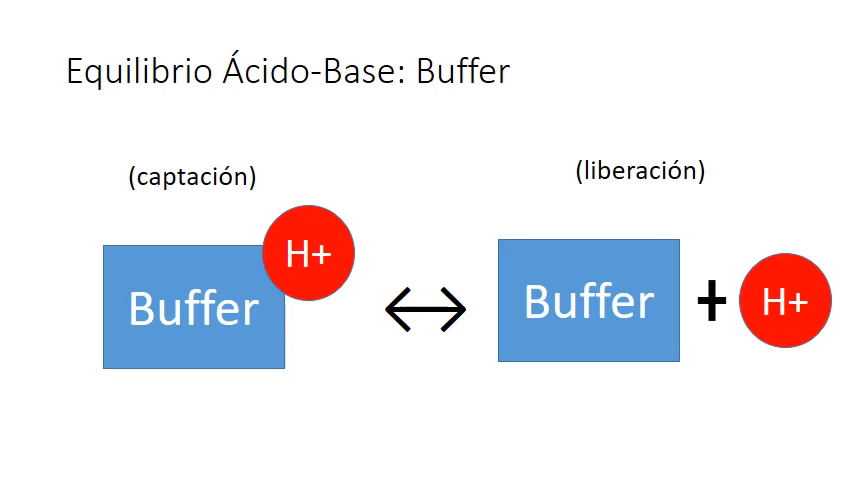 Equilibrio Ácido-Base: Buffer
(captación)
(liberación)
Buffer
H+
Buffer
+
H+